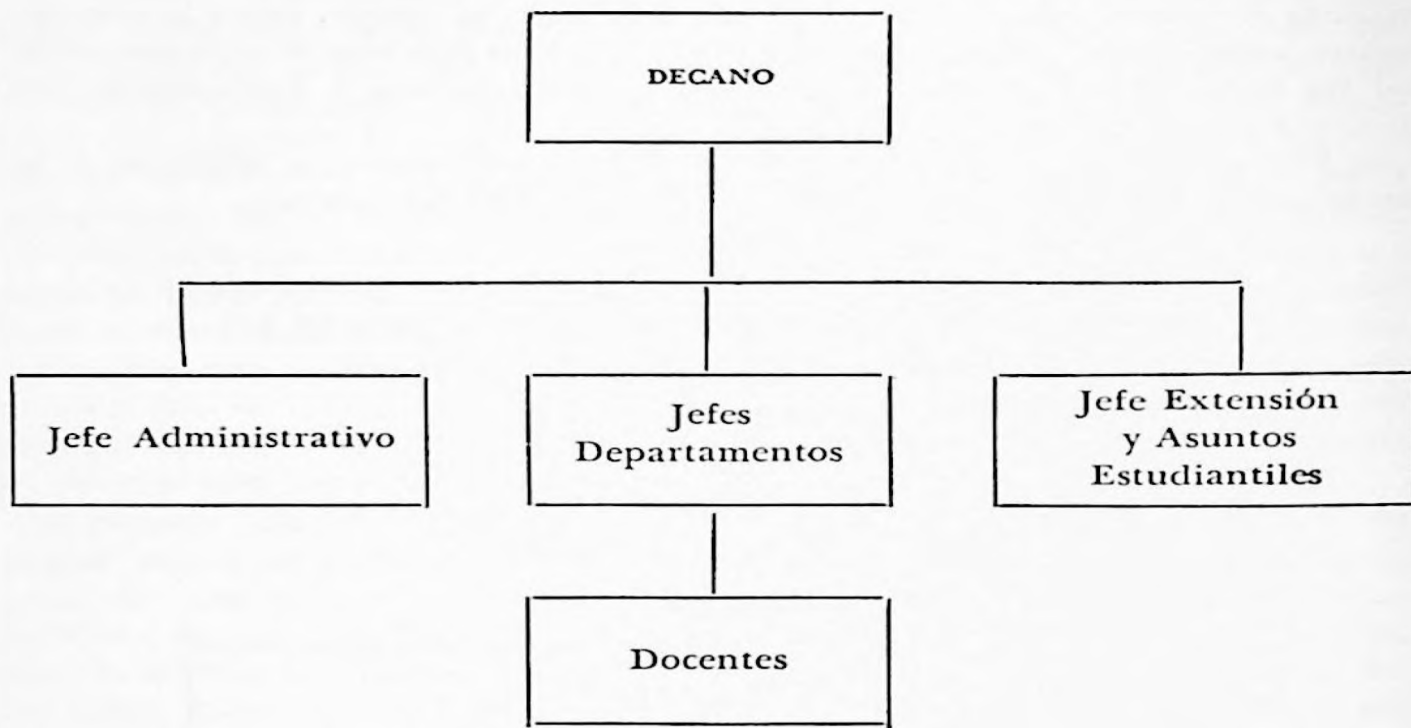 DECANO
Jefe Administrativo
Jefes
Departamentos
Jefe Extensión
y Asuntos
Estudiantiles
Docentes